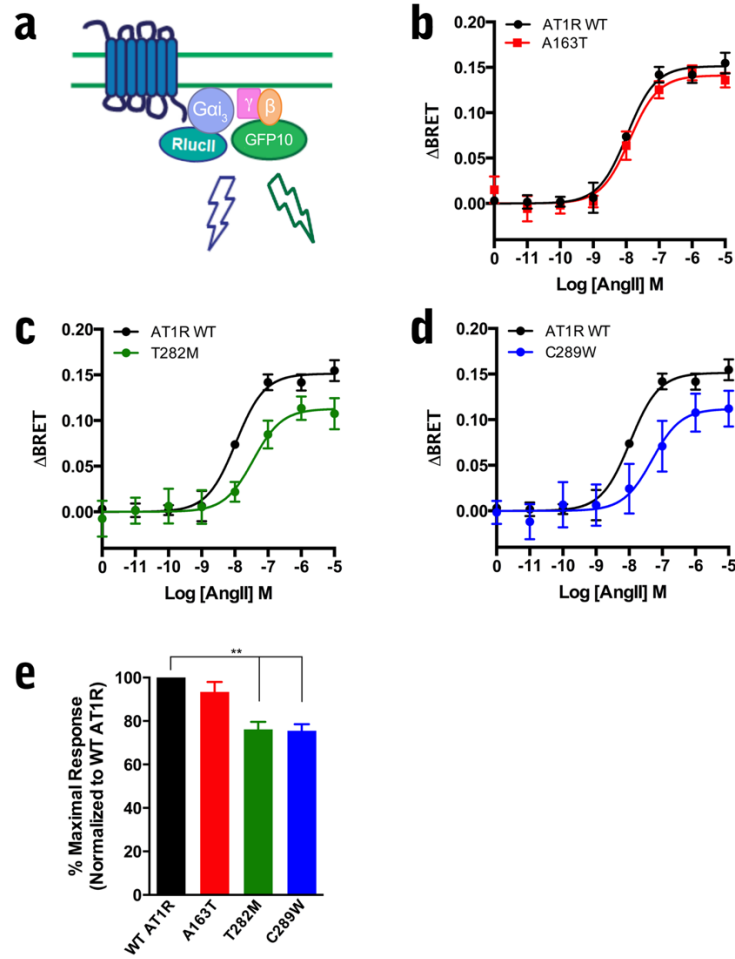 a
Gαi3
γ
β
RlucII
GFP10
b
AT1R WT
A163T
ΔBRET
0.20
0.15
0.10
0.05
0.00
0 -11 -10 -9 -8 -7 -6 -5
Log [AngII] M
c
AT1R WT
T282M
ΔBRET
0.20
0.15
0.10
0.05
0.00
0 -11 -10 -9 -8 -7 -6 -5
Log [AngII] M
d
AT1R WT
C289W
ΔBRET
0.20
0.15
0.10
0.05
0.00
0 -11 -10 -9 -8 -7 -6 -5
Log [AngII] M
e
**
% Maximal Response
(Normalized to WT AT1R)
100
80
60
40
20
0
WT AT1R
A163T
T282M
C289W